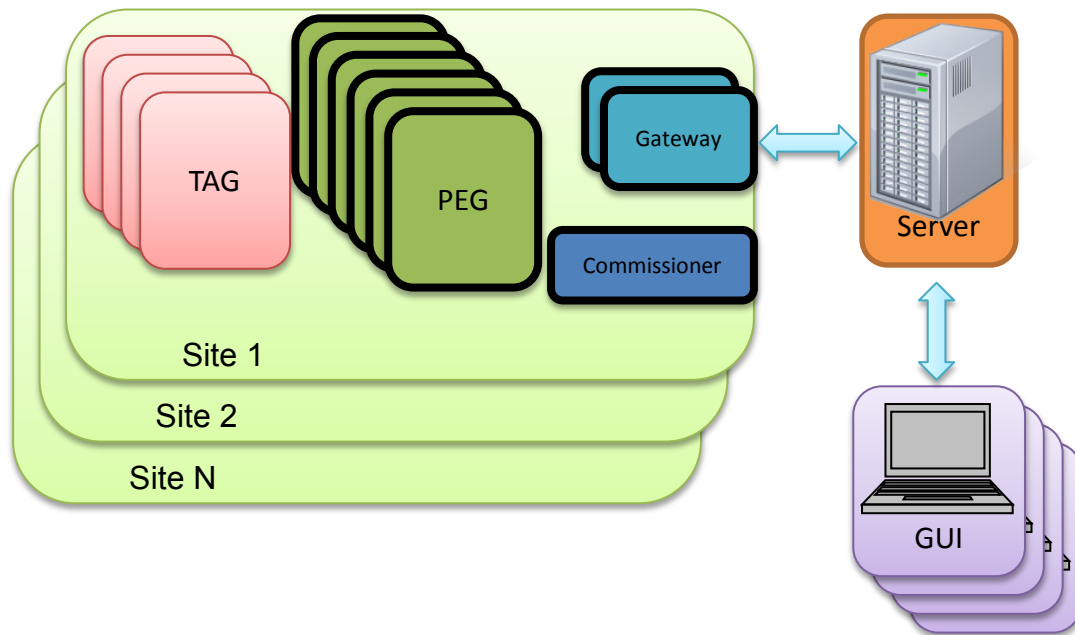 TAG
PEG
Gateway
Commissioner
Server
Site 1
Site 2
Site N
GUI